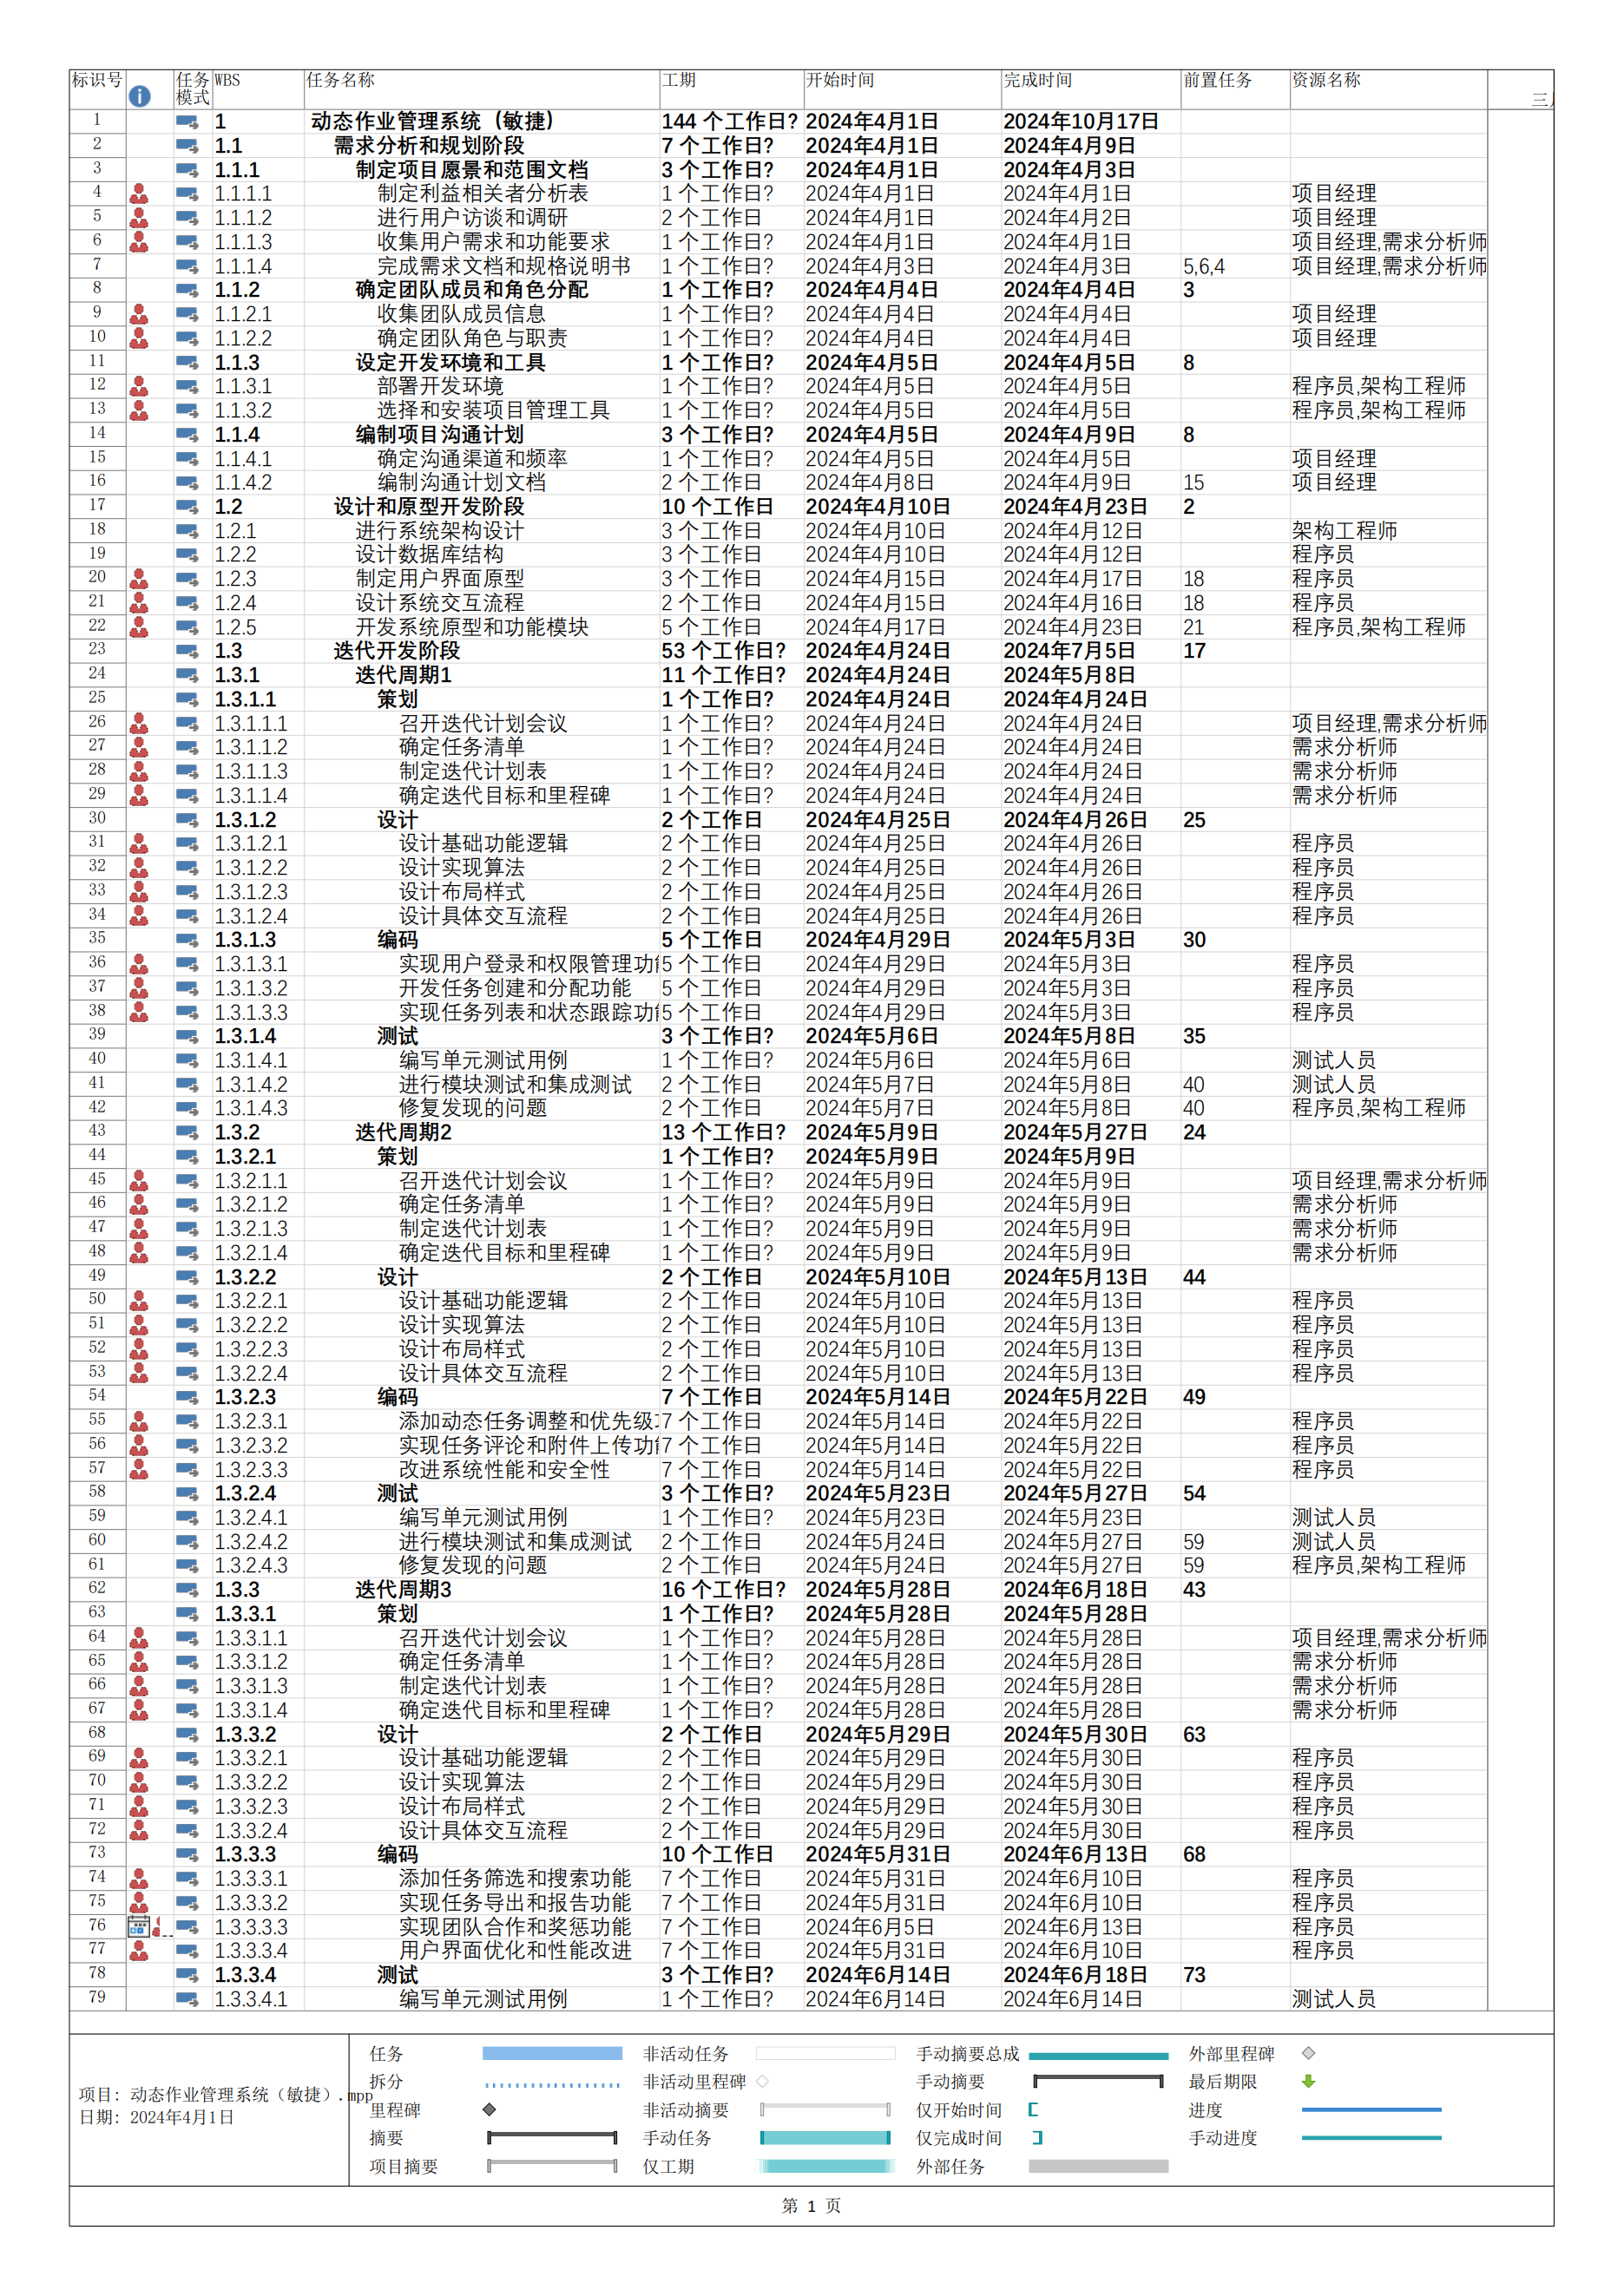 标识号 任务模式 WBS 任务名称 工期 开始时间 完成时间 前置任务 资源名称 三
1 1 动态作业管理系统（敏捷） 144 个工作日? 2024年4月1日 2024年10月17日
2 1.1 需求分析和规划阶段 7 个工作日? 2024年4月1日 2024年4月9日
3 1.1.1 制定项目愿景和范围文档 3 个工作日? 2024年4月1日 2024年4月3日
4 1.1.1.1 制定利益相关者分析表 1 个工作日? 2024年4月1日 2024年4月1日 项目经理
5 1.1.1.2 进行用户访谈和调研 2 个工作日 2024年4月1日 2024年4月2日 项目经理
6 1.1.1.3 收集用户需求和功能要求 1 个工作日? 2024年4月1日 2024年4月1日 项目经理,需求分析师
7 1.1.1.4 完成需求文档和规格说明书 1 个工作日? 2024年4月3日 2024年4月3日 5,6,4 项目经理,需求分析师
8 1.1.2 确定团队成员和角色分配 1 个工作日? 2024年4月4日 2024年4月4日 3
9 1.1.2.1 收集团队成员信息 1 个工作日? 2024年4月4日 2024年4月4日 项目经理
10 1.1.2.2 确定团队角色与职责 1 个工作日? 2024年4月4日 2024年4月4日 项目经理
11 1.1.3 设定开发环境和工具 1 个工作日? 2024年4月5日 2024年4月5日 8
12 1.1.3.1 部署开发环境 1 个工作日? 2024年4月5日 2024年4月5日 程序员,架构工程师
13 1.1.3.2 选择和安装项目管理工具 1 个工作日? 2024年4月5日 2024年4月5日 程序员,架构工程师
14 1.1.4 编制项目沟通计划 3 个工作日? 2024年4月5日 2024年4月9日 8
15 1.1.4.1 确定沟通渠道和频率 1 个工作日? 2024年4月5日 2024年4月5日 项目经理
16 1.1.4.2 编制沟通计划文档 2 个工作日 2024年4月8日 2024年4月9日 15 项目经理
17 1.2 设计和原型开发阶段 10 个工作日 2024年4月10日 2024年4月23日 2
18 1.2.1 进行系统架构设计 3 个工作日 2024年4月10日 2024年4月12日 架构工程师
19 1.2.2 设计数据库结构 3 个工作日 2024年4月10日 2024年4月12日 程序员
20 1.2.3 制定用户界面原型 3 个工作日 2024年4月15日 2024年4月17日 18 程序员
21 1.2.4 设计系统交互流程 2 个工作日 2024年4月15日 2024年4月16日 18 程序员
22 1.2.5 开发系统原型和功能模块 5 个工作日 2024年4月17日 2024年4月23日 21 程序员,架构工程师
23 1.3 迭代开发阶段 53 个工作日? 2024年4月24日 2024年7月5日 17
24 1.3.1 迭代周期1 11 个工作日? 2024年4月24日 2024年5月8日
25 1.3.1.1 策划 1 个工作日? 2024年4月24日 2024年4月24日
26 1.3.1.1.1 召开迭代计划会议 1 个工作日? 2024年4月24日 2024年4月24日 项目经理,需求分析师
27 1.3.1.1.2 确定任务清单 1 个工作日? 2024年4月24日 2024年4月24日 需求分析师
28 1.3.1.1.3 制定迭代计划表 1 个工作日? 2024年4月24日 2024年4月24日 需求分析师
29 1.3.1.1.4 确定迭代目标和里程碑 1 个工作日? 2024年4月24日 2024年4月24日 需求分析师
30 1.3.1.2 设计 2 个工作日 2024年4月25日 2024年4月26日 25
31 1.3.1.2.1 设计基础功能逻辑 2 个工作日 2024年4月25日 2024年4月26日 程序员
32 1.3.1.2.2 设计实现算法 2 个工作日 2024年4月25日 2024年4月26日 程序员
33 1.3.1.2.3 设计布局样式 2 个工作日 2024年4月25日 2024年4月26日 程序员
34 1.3.1.2.4 设计具体交互流程 2 个工作日 2024年4月25日 2024年4月26日 程序员
35 1.3.1.3 编码 5 个工作日 2024年4月29日 2024年5月3日 30
36 1.3.1.3.1 实现用户登录和权限管理功 5 个工作日 2024年4月29日 2024年5月3日 程序员
37 1.3.1.3.2 开发任务创建和分配功能 5 个工作日 2024年4月29日 2024年5月3日 程序员
38 1.3.1.3.3 实现任务列表和状态跟踪功 5 个工作日 2024年4月29日 2024年5月3日 程序员
39 1.3.1.4 测试 3 个工作日? 2024年5月6日 2024年5月8日 35
40 1.3.1.4.1 编写单元测试用例 1 个工作日? 2024年5月6日 2024年5月6日 测试人员
41 1.3.1.4.2 进行模块测试和集成测试 2 个工作日 2024年5月7日 2024年5月8日 40 测试人员
42 1.3.1.4.3 修复发现的问题 2 个工作日 2024年5月7日 2024年5月8日 40 程序员,架构工程师
43 1.3.2 迭代周期2 13 个工作日? 2024年5月9日 2024年5月27日 24
44 1.3.2.1 策划 1 个工作日? 2024年5月9日 2024年5月9日
45 1.3.2.1.1 召开迭代计划会议 1 个工作日? 2024年5月9日 2024年5月9日 项目经理,需求分析师
46 1.3.2.1.2 确定任务清单 1 个工作日? 2024年5月9日 2024年5月9日 需求分析师
47 1.3.2.1.3 制定迭代计划表 1 个工作日? 2024年5月9日 2024年5月9日 需求分析师
48 1.3.2.1.4 确定迭代目标和里程碑 1 个工作日? 2024年5月9日 2024年5月9日 需求分析师
49 1.3.2.2 设计 2 个工作日 2024年5月10日 2024年5月13日 44
50 1.3.2.2.1 设计基础功能逻辑 2 个工作日 2024年5月10日 2024年5月13日 程序员
51 1.3.2.2.2 设计实现算法 2 个工作日 2024年5月10日 2024年5月13日 程序员
52 1.3.2.2.3 设计布局样式 2 个工作日 2024年5月10日 2024年5月13日 程序员
53 1.3.2.2.4 设计具体交互流程 2 个工作日 2024年5月10日 2024年5月13日 程序员
54 1.3.2.3 编码 7 个工作日 2024年5月14日 2024年5月22日 49
55 1.3.2.3.1 添加动态任务调整和优先级 7 个工作日 2024年5月14日 2024年5月22日 程序员
56 1.3.2.3.2 实现任务评论和附件上传功 7 个工作日 2024年5月14日 2024年5月22日 程序员
57 1.3.2.3.3 改进系统性能和安全性 7 个工作日 2024年5月14日 2024年5月22日 程序员
58 1.3.2.4 测试 3 个工作日? 2024年5月23日 2024年5月27日 54
59 1.3.2.4.1 编写单元测试用例 1 个工作日? 2024年5月23日 2024年5月23日 测试人员
60 1.3.2.4.2 进行模块测试和集成测试 2 个工作日 2024年5月24日 2024年5月27日 59 测试人员
61 1.3.2.4.3 修复发现的问题 2 个工作日 2024年5月24日 2024年5月27日 59 程序员,架构工程师
62 1.3.3 迭代周期3 16 个工作日? 2024年5月28日 2024年6月18日 43
63 1.3.3.1 策划 1 个工作日? 2024年5月28日 2024年5月28日
64 1.3.3.1.1 召开迭代计划会议 1 个工作日? 2024年5月28日 2024年5月28日 项目经理,需求分析师
65 1.3.3.1.2 确定任务清单 1 个工作日? 2024年5月28日 2024年5月28日 需求分析师
66 1.3.3.1.3 制定迭代计划表 1 个工作日? 2024年5月28日 2024年5月28日 需求分析师
67 1.3.3.1.4 确定迭代目标和里程碑 1 个工作日? 2024年5月28日 2024年5月28日 需求分析师
68 1.3.3.2 设计 2 个工作日 2024年5月29日 2024年5月30日 63
69 1.3.3.2.1 设计基础功能逻辑 2 个工作日 2024年5月29日 2024年5月30日 程序员
70 1.3.3.2.2 设计实现算法 2 个工作日 2024年5月29日 2024年5月30日 程序员
71 1.3.3.2.3 设计布局样式 2 个工作日 2024年5月29日 2024年5月30日 程序员
72 1.3.3.2.4 设计具体交互流程 2 个工作日 2024年5月29日 2024年5月30日 程序员
73 1.3.3.3 编码 10 个工作日 2024年5月31日 2024年6月13日 68
74 1.3.3.3.1 添加任务筛选和搜索功能 7 个工作日 2024年5月31日 2024年6月10日 程序员
75 1.3.3.3.2 实现任务导出和报告功能 7 个工作日 2024年5月31日 2024年6月10日 程序员
76 1.3.3.3.3 实现团队合作和奖惩功能 7 个工作日 2024年6月5日 2024年6月13日 程序员
77 1.3.3.3.4 用户界面优化和性能改进 7 个工作日 2024年5月31日 2024年6月10日 程序员
78 1.3.3.4 测试 3 个工作日? 2024年6月14日 2024年6月18日 73
79 1.3.3.4.1 编写单元测试用例 1 个工作日? 2024年6月14日 2024年6月14日 测试人员
项目: 动态作业管理系统（敏捷）.mpp
日期: 2024年4月1日
任务 非活动任务 手动摘要总成 外部里程碑
拆分 非活动里程碑 手动摘要 最后期限
里程碑 非活动摘要 仅开始时间 进度
摘要 手动任务 仅完成时间 手动进度
项目摘要 仅工期 外部任务
第 1 页